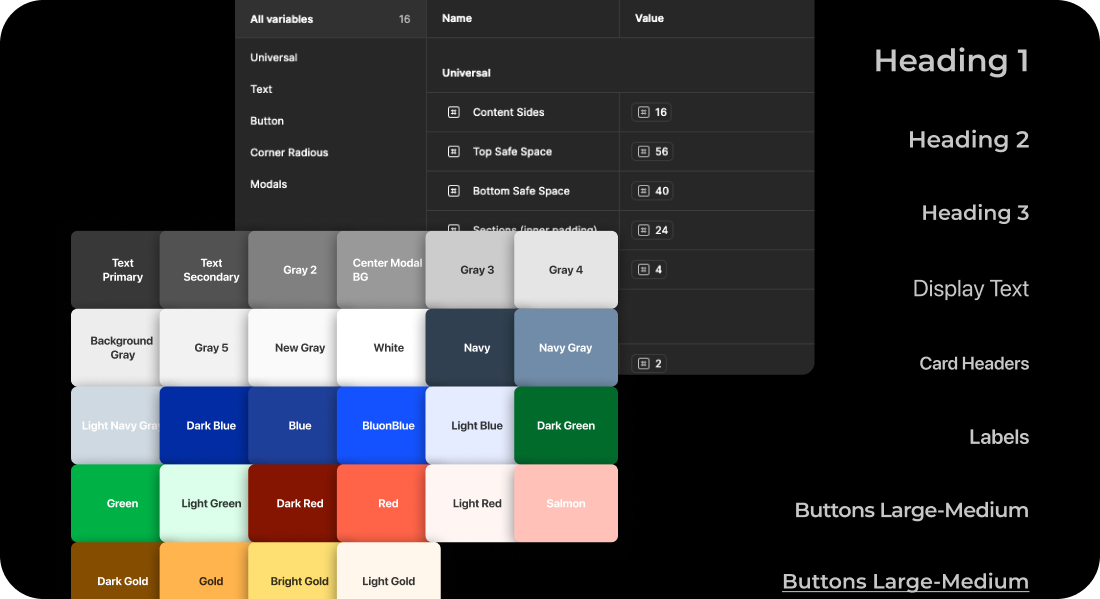 All variables 16
Name
Value
Universal
Text
Button
Corner Radious
Modals
Universal
Content Sides
16
Top Safe Space
56
Bottom Safe Space
40
Sections (inner padding)
24
4
2
Text
Primary
Text
Secondary
Gray 2
Center Modal
BG
Gray 3
Gray 4
Background
Gray
Gray 5
New Gray
White
Navy
Navy Gray
Light Navy Gra
Dark Blue
Blue
BluonBlue
Light Blue
Dark Green
Green
Light Green
Dark Red
Red
Light Red
Salmon
Dark Gold
Gold
Bright Gold
Light Gold
Heading 1
Heading 2
Heading 3
Display Text
Card Headers
Labels
Buttons Large-Medium
Buttons Large-Medium